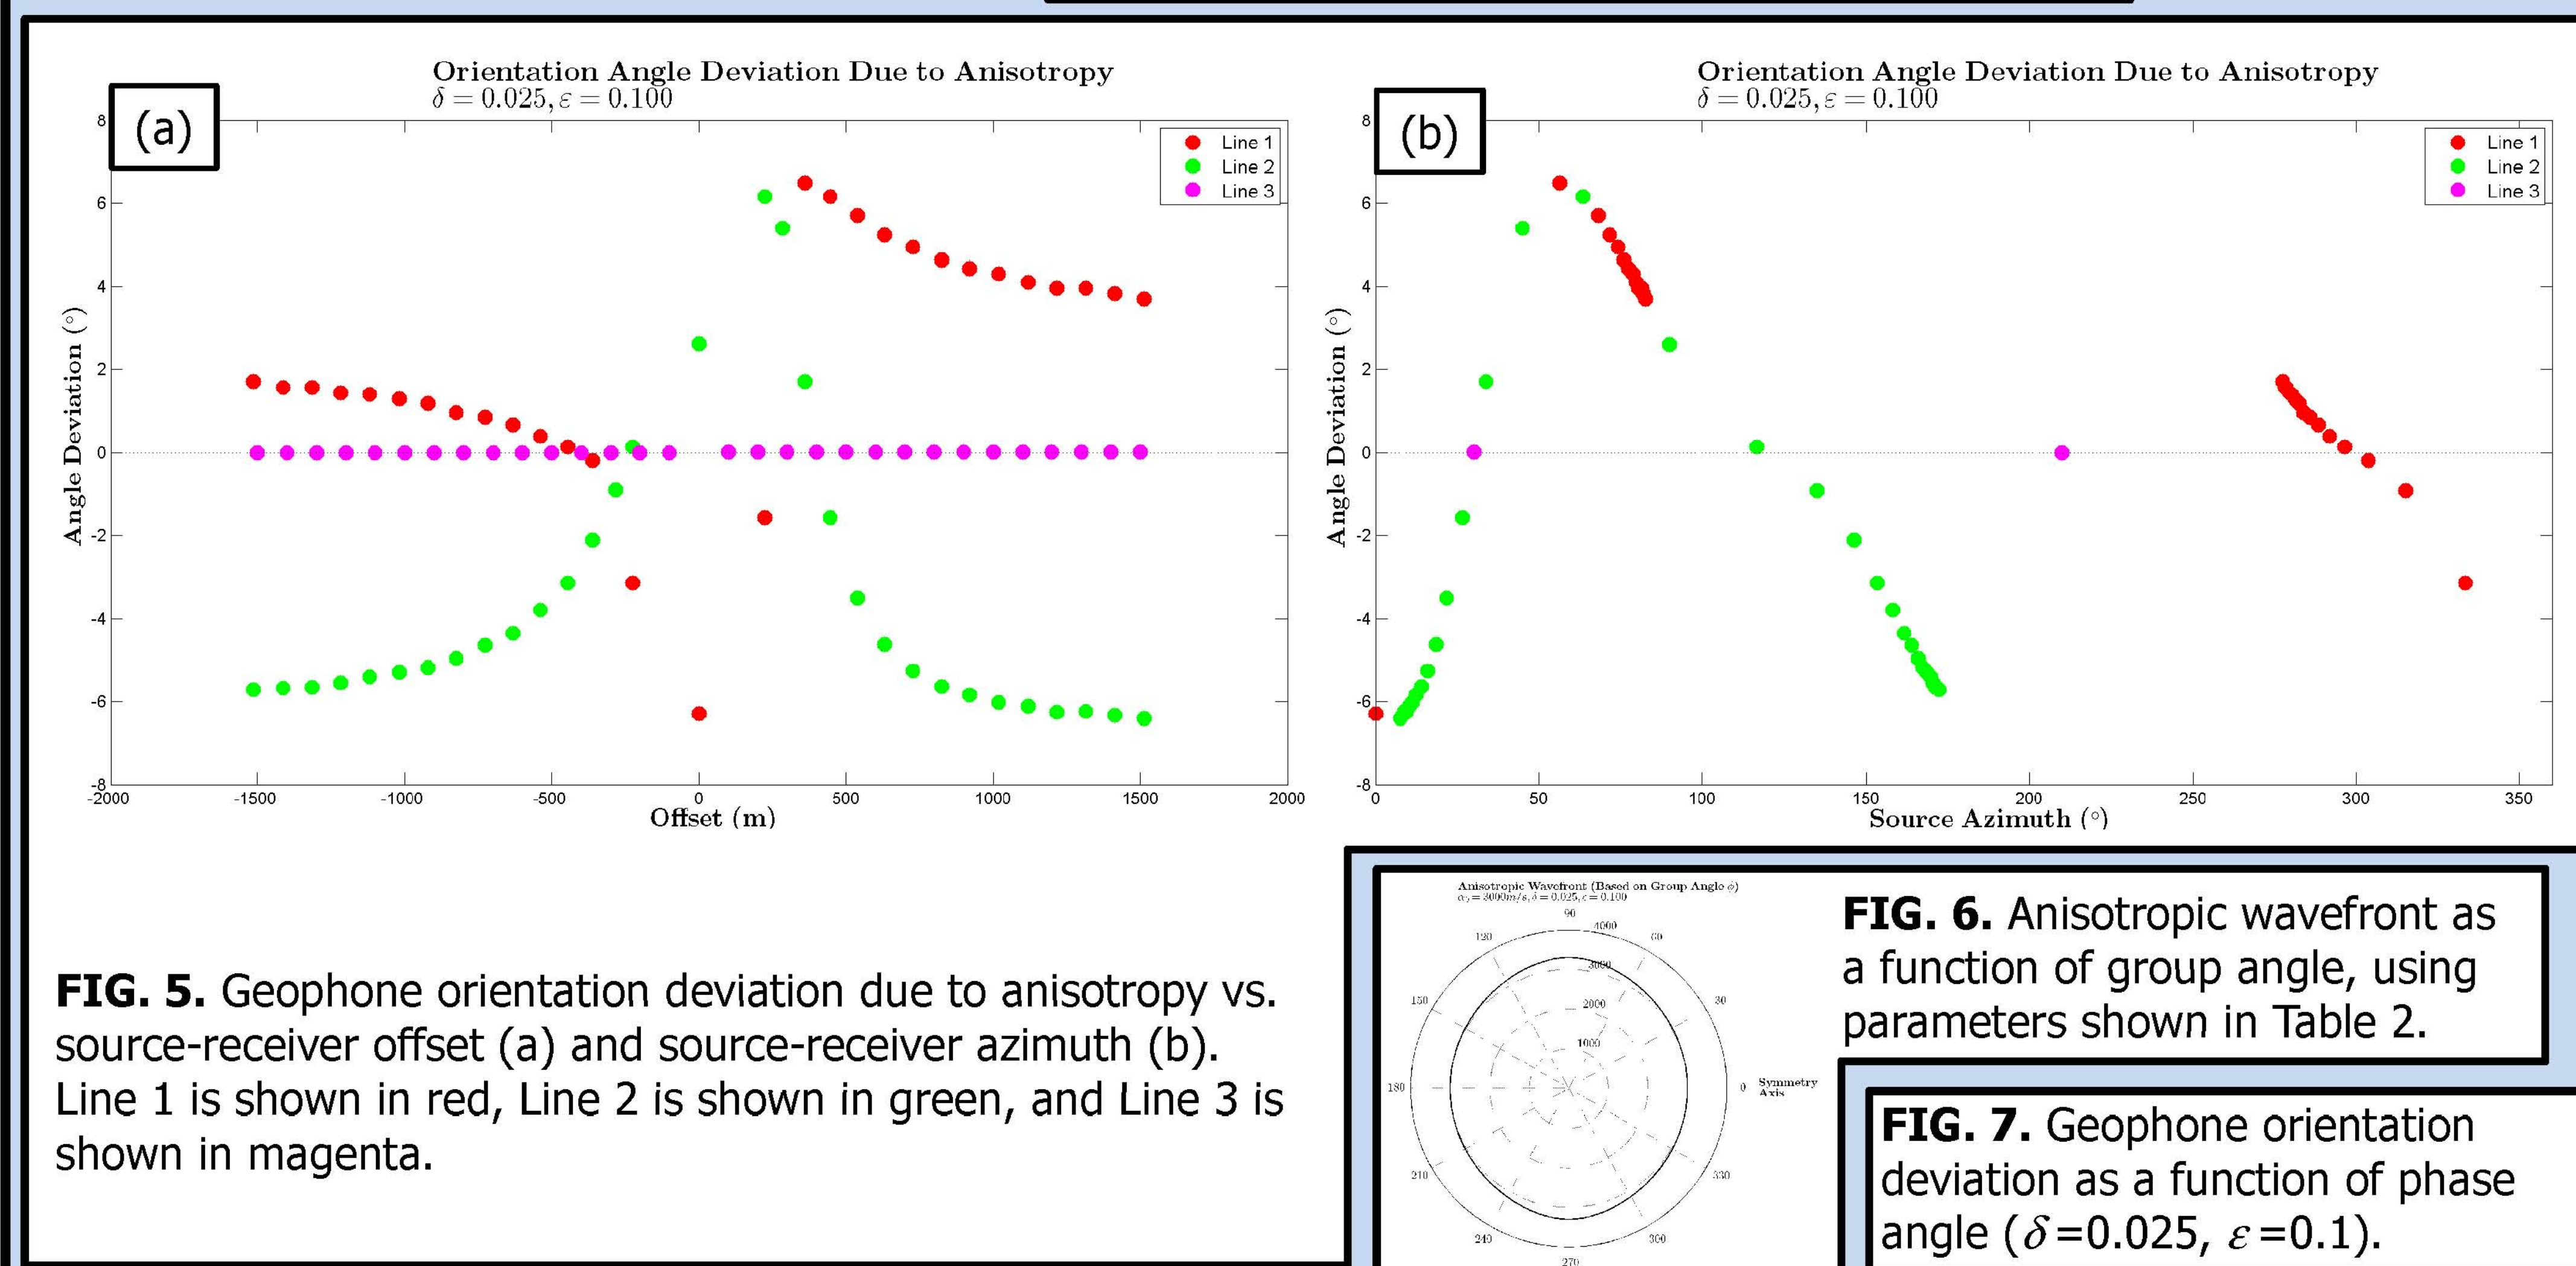 Orientation Angle Deviation Due to Anisotropy
δ = 0.025, ε = 0.100
(a)
Line 1
Line 2
Line 3
8
6
4
2
0
-2
-4
-6
-8
Angle Deviation (°)
-2000 -1500 -1000 -500 0 500 1000 1500 2000
Offset (m)
Orientation Angle Deviation Due to Anisotropy
δ = 0.025, ε = 0.100
(b)
Line 1
Line 2
Line 3
8
6
4
2
0
-2
-4
-6
-8
Angle Deviation (°)
0 50 100 150 200 250 300 350
Source Azimuth (°)
FIG. 5. Geophone orientation deviation due to anisotropy vs.
source-receiver offset (a) and source-receiver azimuth (b).
Line 1 is shown in red, Line 2 is shown in green, and Line 3 is
shown in magenta.
Anisotropic Wavefront (Based on Group Angle ϕ)
α₀ = 3000m/s, δ = 0.025, ε = 0.100
90
120 4000 60
3000
150 2000 30
1000
180 0 Symmetry
Axis
210 330
240 300
270
FIG. 6. Anisotropic wavefront as
a function of group angle, using
parameters shown in Table 2.
FIG. 7. Geophone orientation
deviation as a function of phase
angle (δ=0.025, ε=0.1).